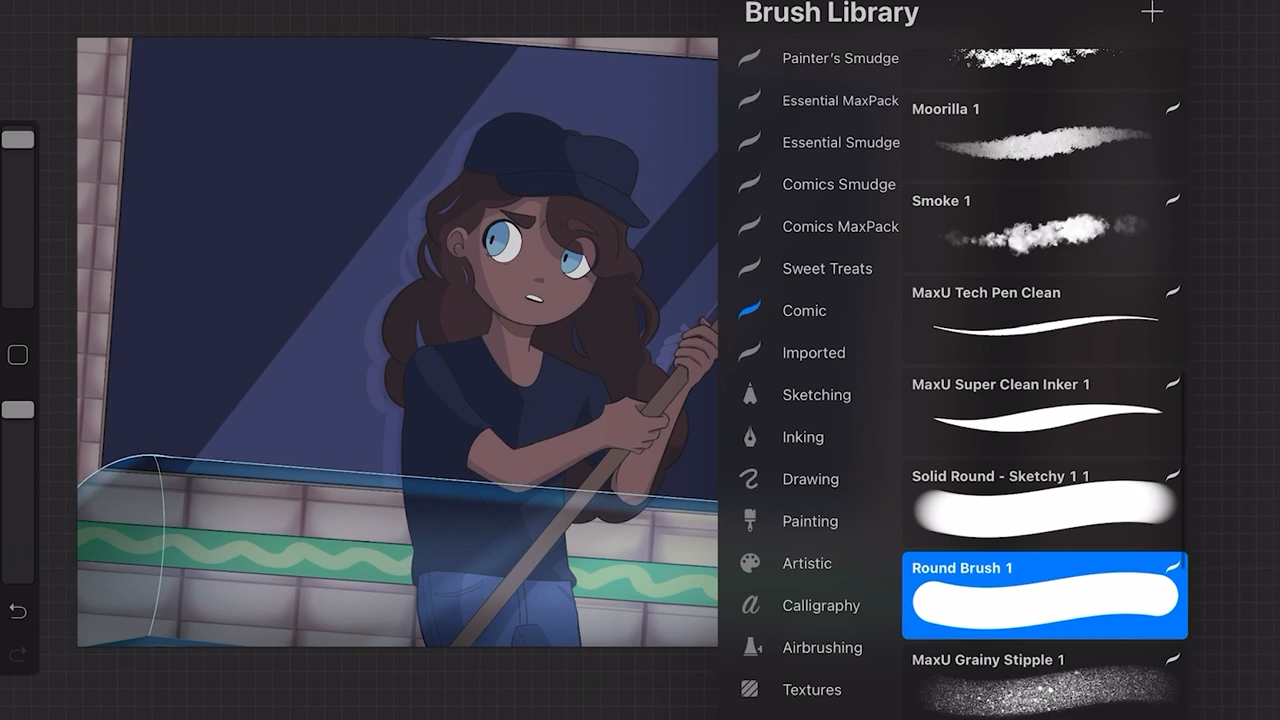 Brush Library
Painter's Smudge
Essential MaxPack
Essential Smudge
Comics Smudge
Comics MaxPack
Sweet Treats
Comic
Imported
Sketching
Inking
Drawing
Painting
Artistic
Calligraphy
Airbrushing
Textures
Moorilla 1
Smoke 1
MaxU Tech Pen Clean
MaxU Super Clean Inker 1
Solid Round - Sketchy 1 1
Round Brush 1
MaxU Grainy Stipple 1